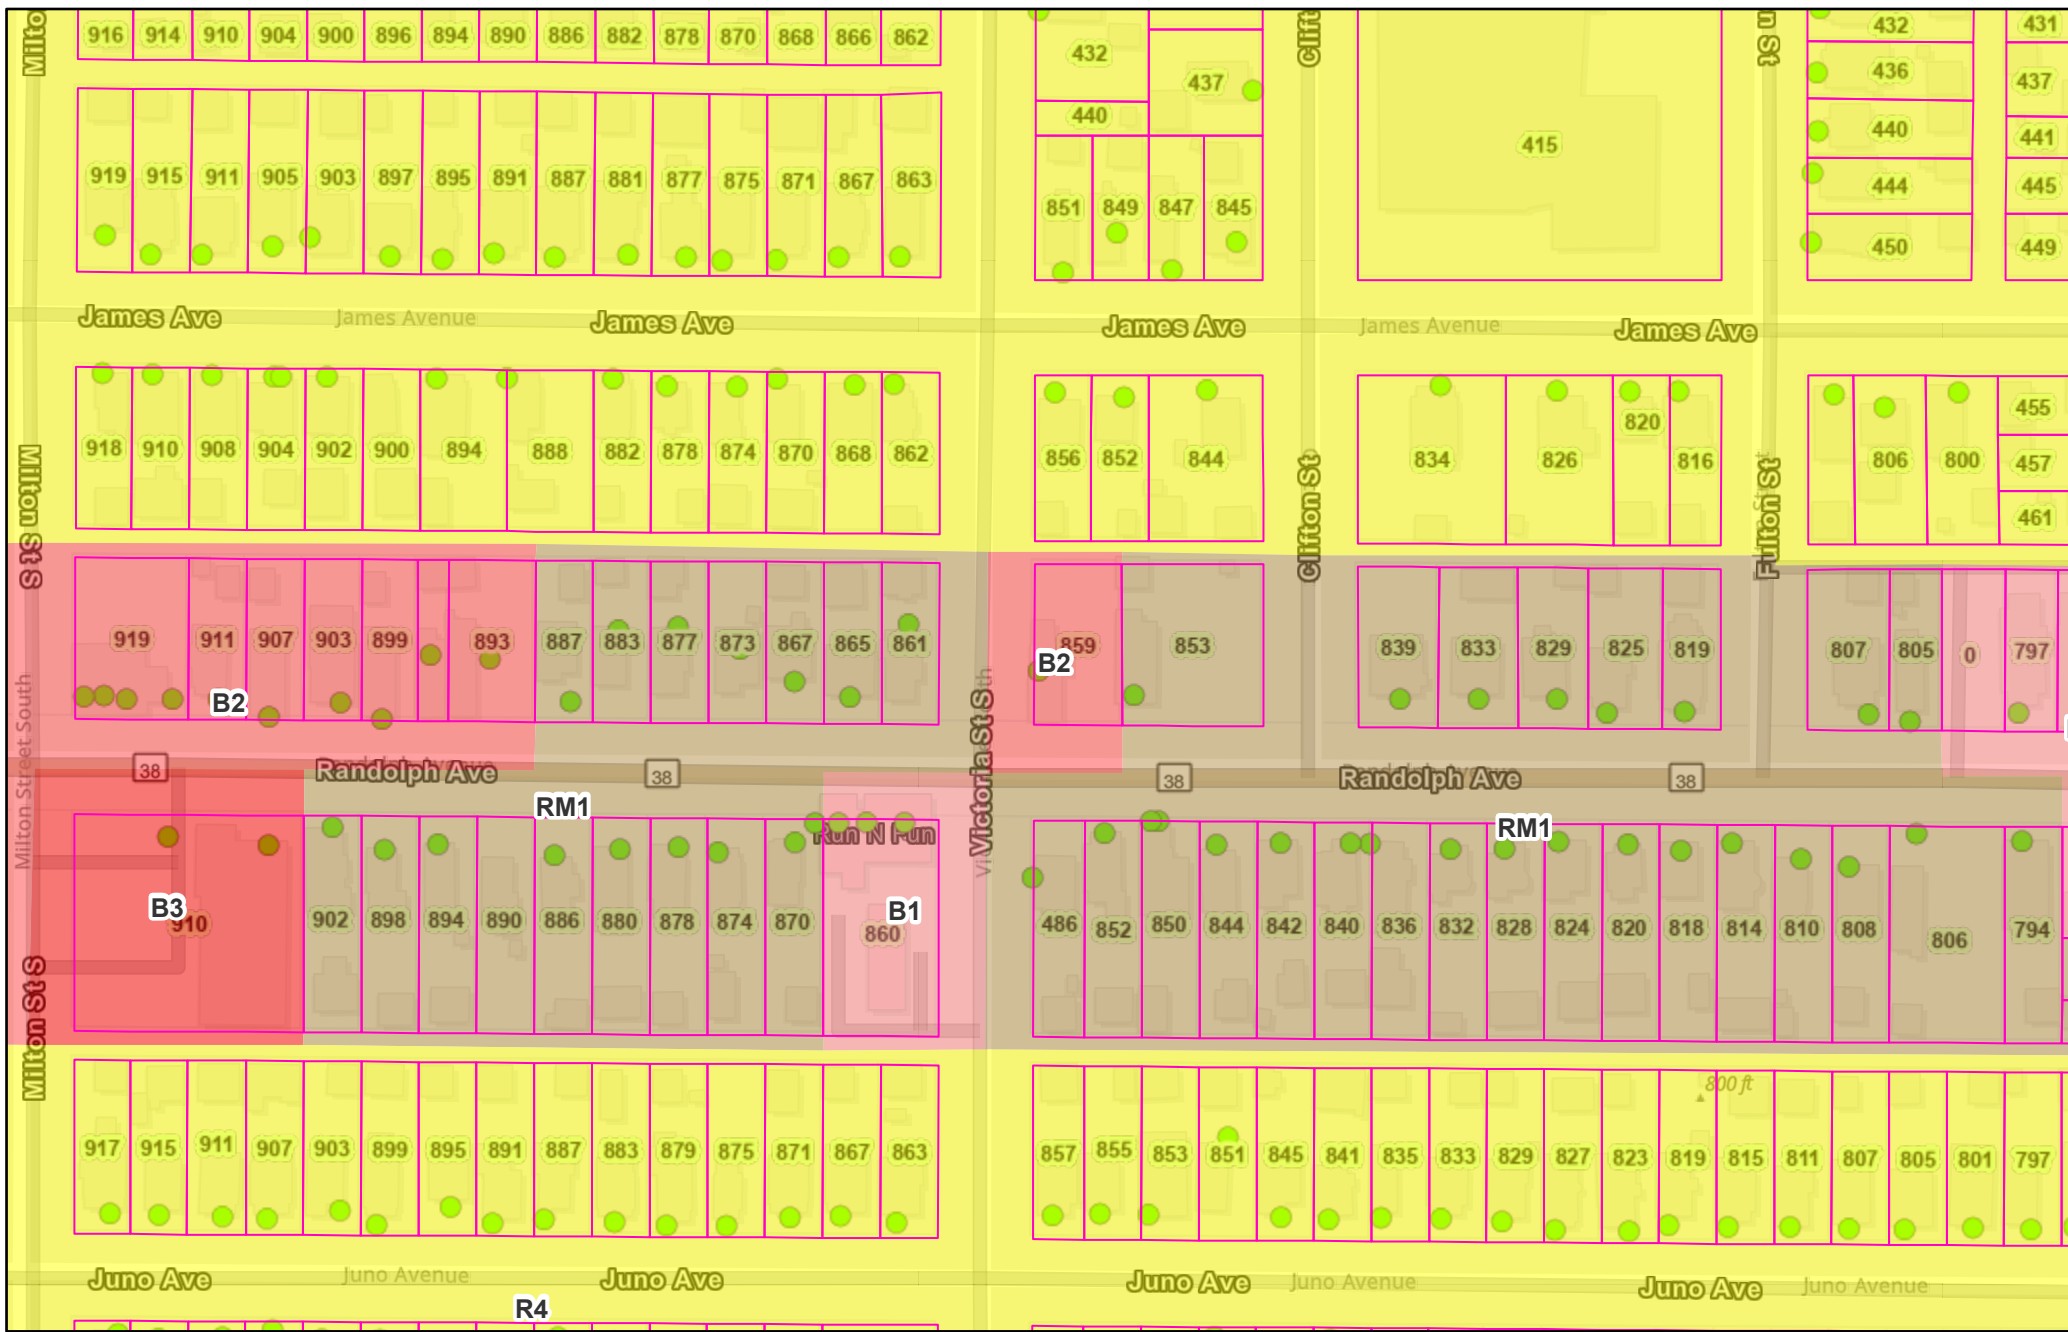 916 914 910 904 900 896 894 890 886 882 878 870 868 866 862
432 437 440
432 436 440 444 450
431 437 441 445 449
415
919 915 911 905 903 897 895 891 887 881 877 875 871 867 863
851 849 847 845
James Ave James Avenue James Ave James Ave James Avenue James Ave
918 910 908 904 902 900 894 888 882 878 874 870 868 862
856 852 844
834 826 820 816
806 800 455 457 461
Milton St S
Clifton St
Fulton St
919 911 907 903 899 893 887 883 877 873 867 865 861
859 853
839 833 829 825 819
807 805 0 797
B2
B2
Milton Street South
Victoria St S
38 Randolph Ave 38 38 Randolph Ave 38
RM1
RM1
Run N Fun
B3
B1
910 902 898 894 890 886 880 878 874 870 860
486 852 850 844 842 840 836 832 828 824 820 818 814 810 808 806 794
Milton St S
800 ft
917 915 911 907 903 899 895 891 887 883 879 875 871 867 863
857 855 853 851 845 841 835 833 829 827 823 819 815 811 807 805 801 797
Juno Ave Juno Avenue Juno Ave Juno Ave Juno Avenue Juno Ave Juno Avenue
R4